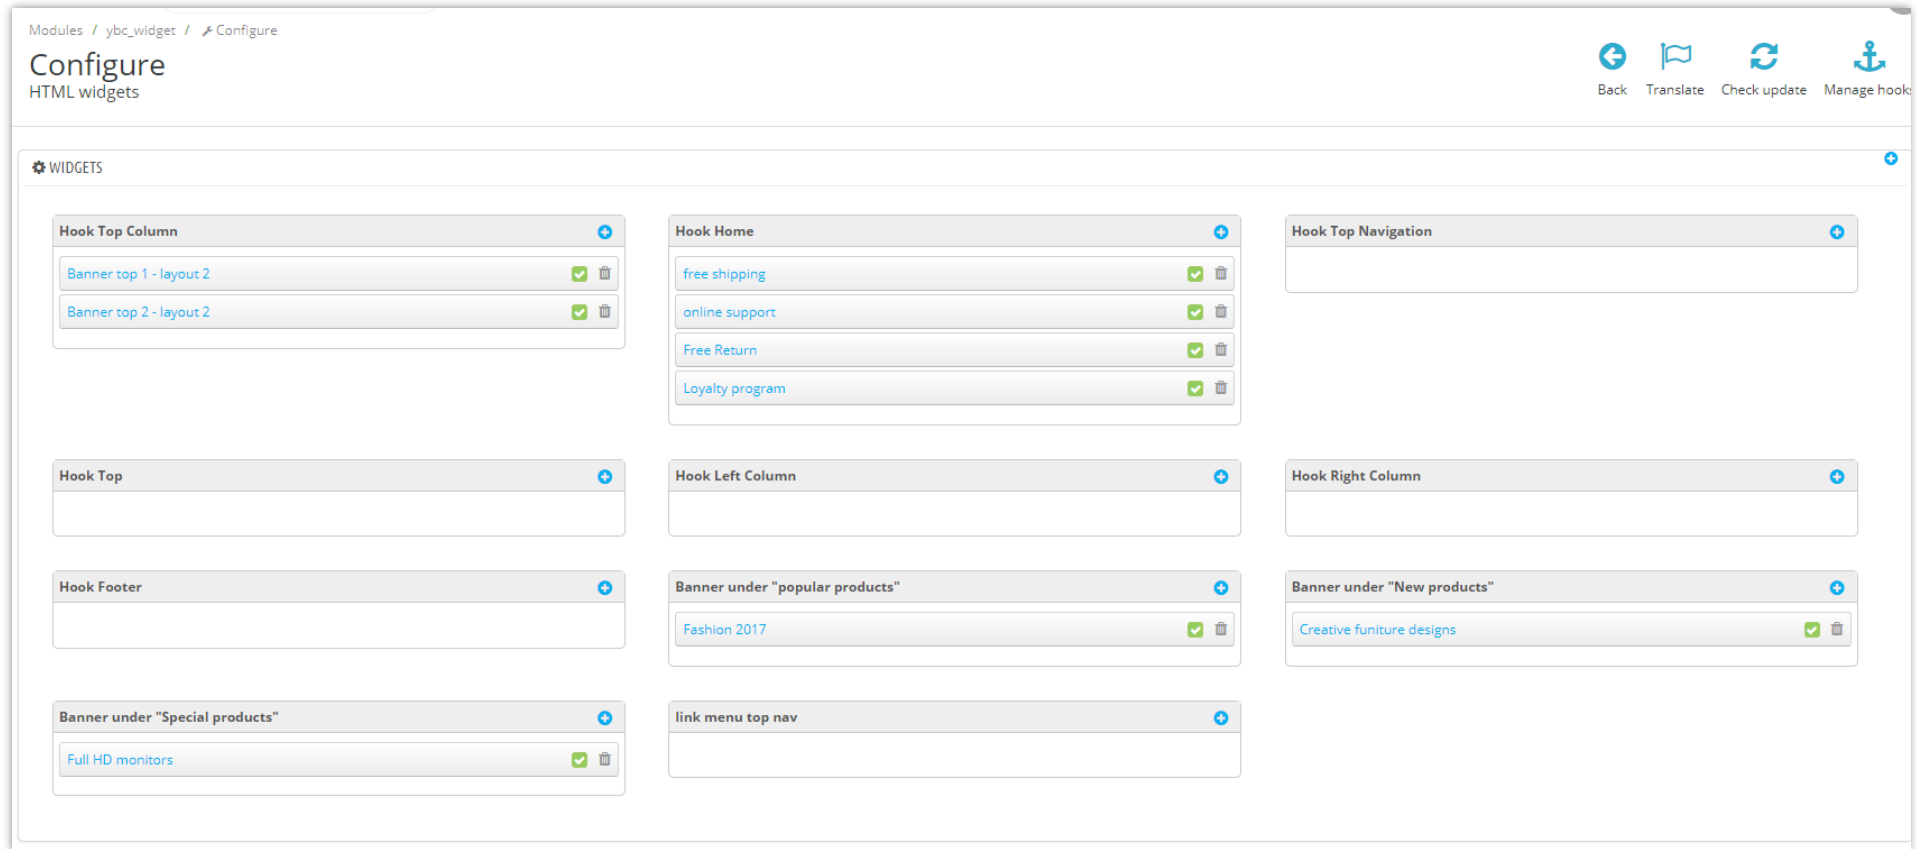 Modules / ybc_widget / Configure
Configure
HTML widgets
Back Translate Check update Manage hooks
WIDGETS
Hook Top Column
Banner top 1 - layout 2
Banner top 2 - layout 2
Hook Home
free shipping
online support
Free Return
Loyalty program
Hook Top Navigation
Hook Top
Hook Left Column
Hook Right Column
Hook Footer
Banner under "popular products"
Fashion 2017
Banner under "New products"
Creative funiture designs
Banner under "Special products"
Full HD monitors
link menu top nav